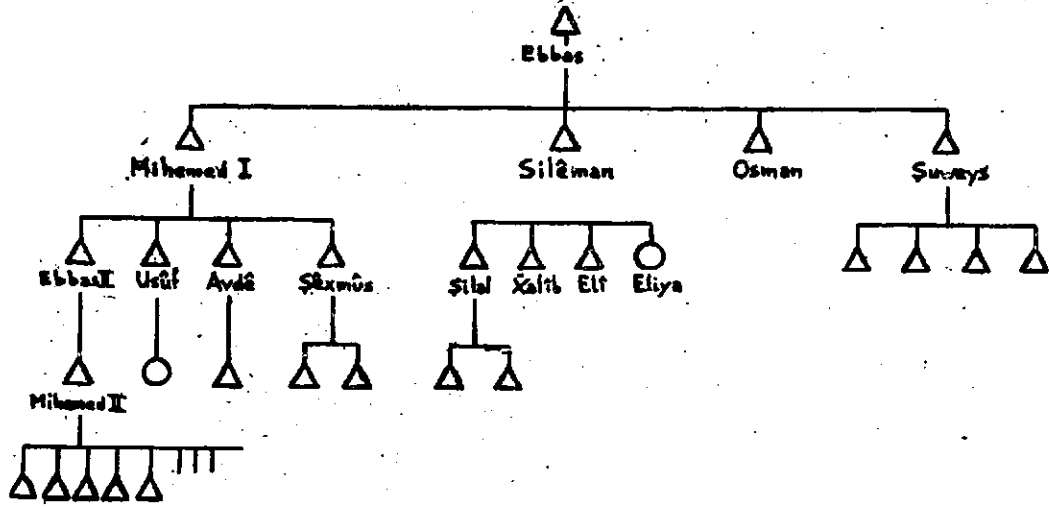 Ebbas
Mihemed I
Silêman
Osman
Şuweys
Ebbas II
Usûf
Avdê
Şêxmûs
Şilal
Xalib
Elî
Eliya
Mihemed II